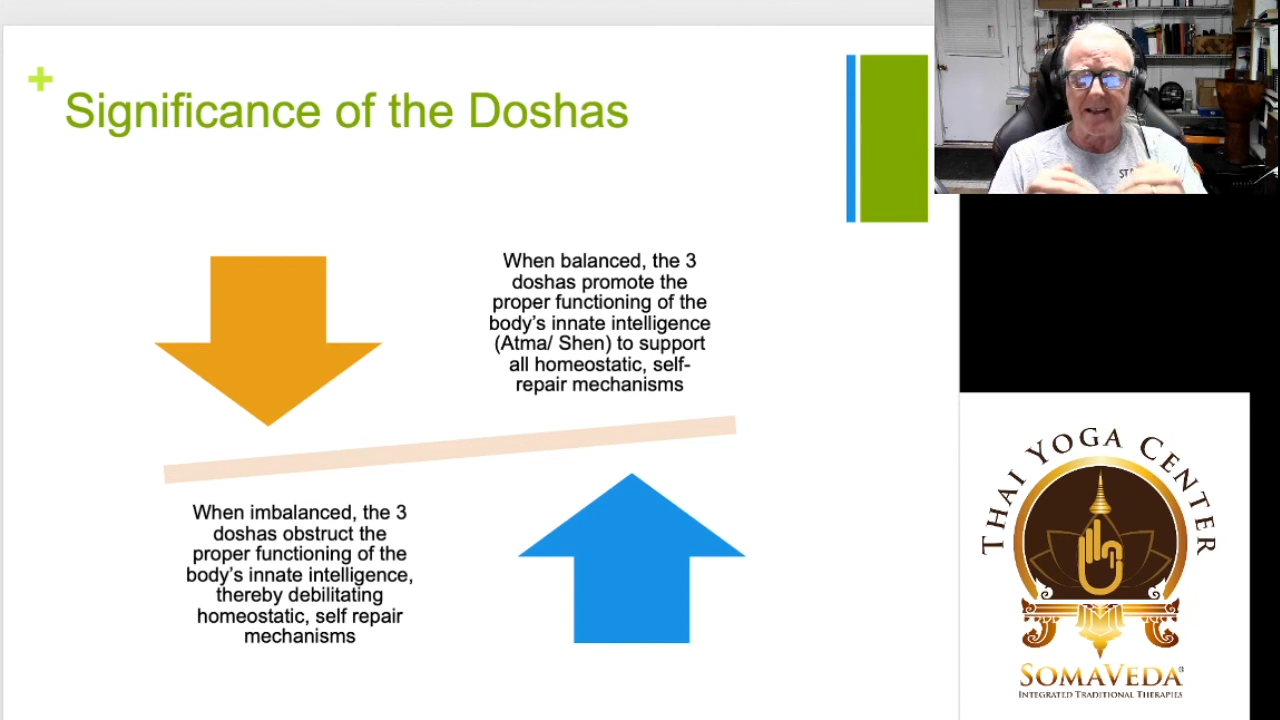 +
Significance of the Doshas
When balanced, the 3
doshas promote the
proper functioning of the
body’s innate intelligence
(Atma/ Shen) to support
all homeostatic, self-
repair mechanisms
When imbalanced, the 3
doshas obstruct the
proper functioning of the
body’s innate intelligence,
thereby debilitating
homeostatic, self repair
mechanisms
THAI YOGA CENTER
SOMAVEDA®
INTEGRATED TRADITIONAL THERAPIES